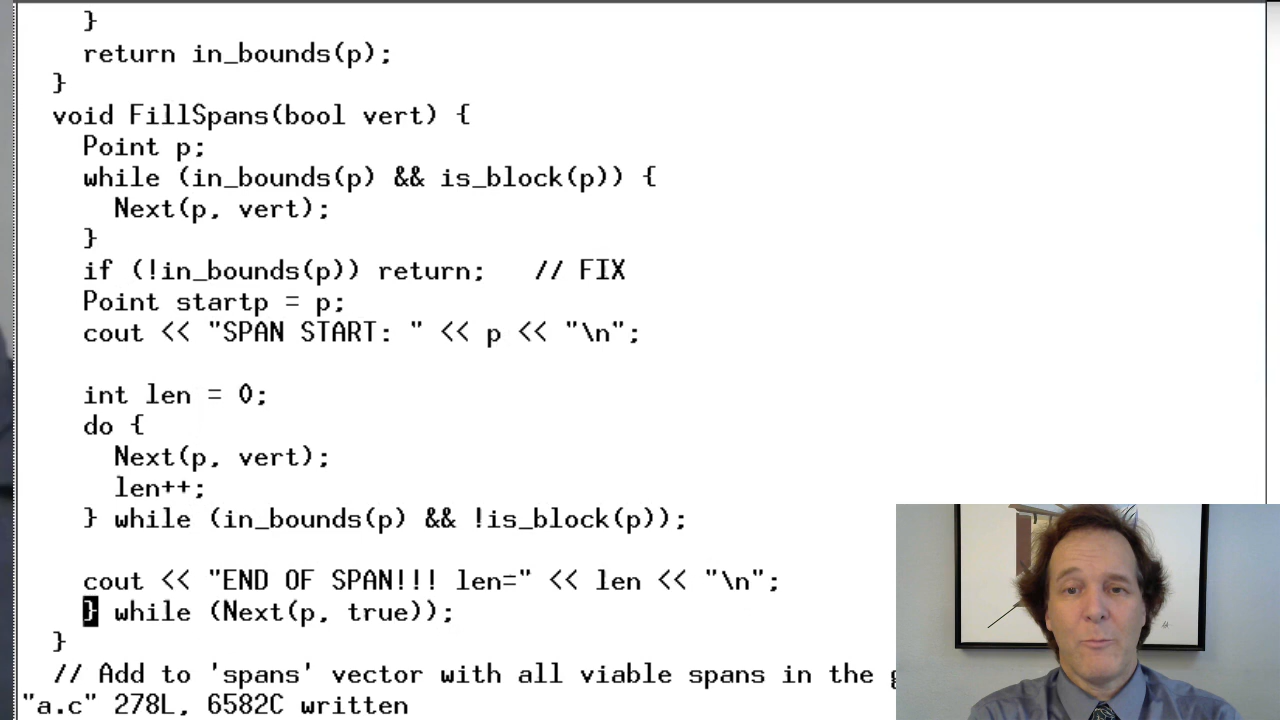 }
return in_bounds(p);
}
void FillSpans(bool vert) {
Point p;
while (in_bounds(p) && is_block(p)) {
Next(p, vert);
}
if (!in_bounds(p)) return;   // FIX
Point startp = p;
cout << "SPAN START: " << p << "\n";
int len = 0;
do {
Next(p, vert);
len++;
} while (in_bounds(p) && !is_block(p));
cout << "END OF SPAN!!! len=" << len << "\n";
} while (Next(p, true));
}
// Add to 'spans' vector with all viable spans in the
"a.c" 278L, 6582C written